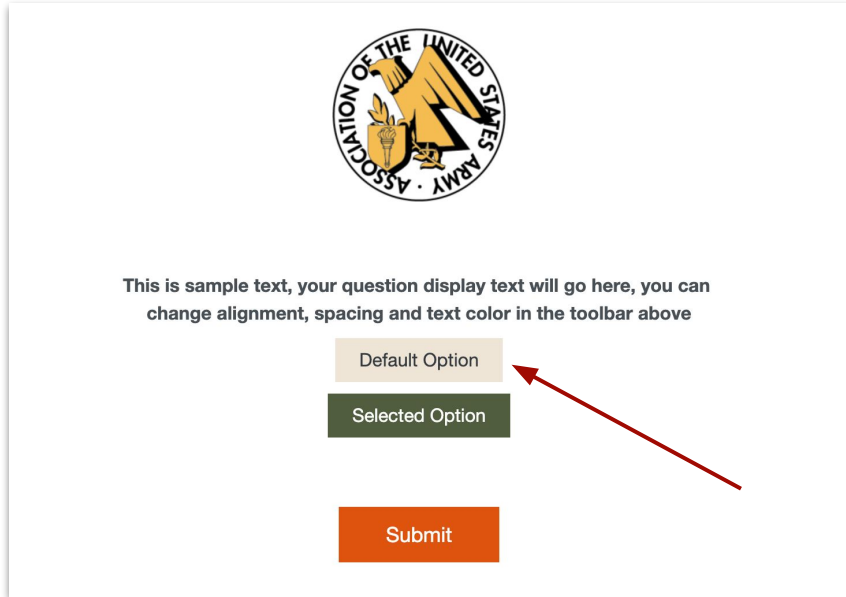 ASSOCIATION OF THE UNITED STATES ARMY ·
This is sample text, your question display text will go here, you can
change alignment, spacing and text color in the toolbar above
Default Option
Selected Option
Submit